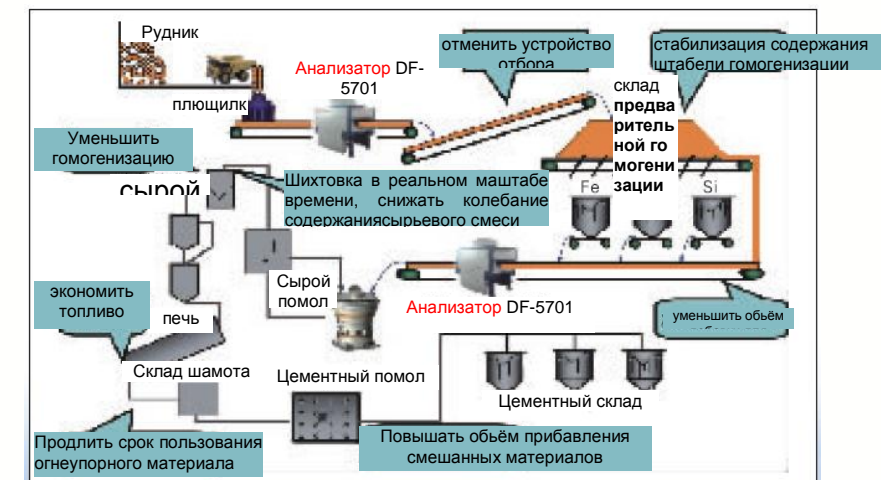 Рудник
Анализатор DF-
5701
отменить устройство
отбора
стабилизация содержания
штабели гомогенизации
плющилк
склад
предва
ритель
ной го
могени
зации
Уменьшить
гомогенизацию
сырой
Шихтовка в реальном маштабе
времени, снижать колебание
содержаниясырьевого смеси
Fe
Si
Сырой
помол
Анализатор DF-5701
экономить
топливо
печь
уменьшить обьём
Склад шамота
Цементный помол
Цементный склад
Продлить срок пользования
огнеупорного материала
Повышать обьём прибавления
смешанных материалов